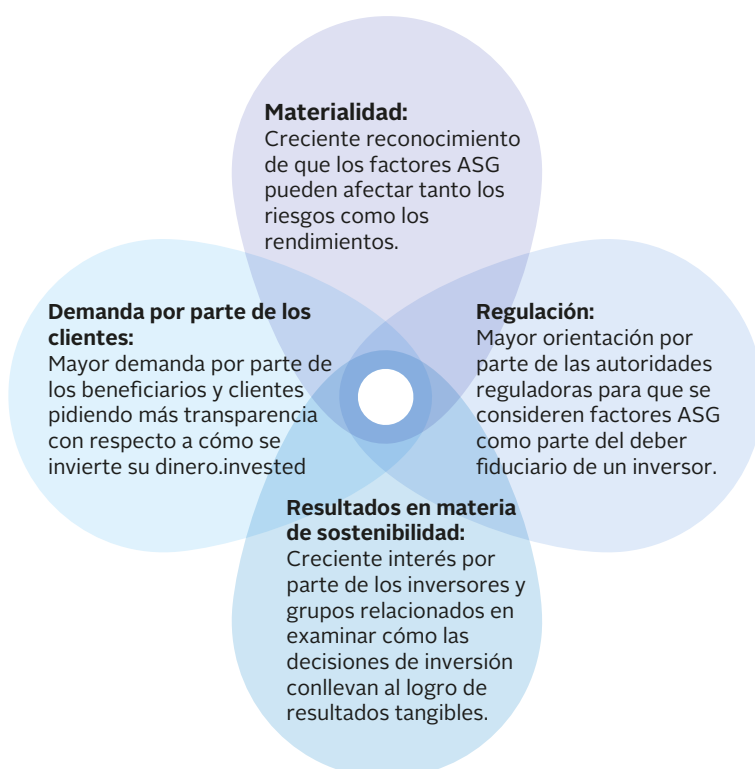 Materialidad:
Creciente reconocimiento
de que los factores ASG
pueden afectar tanto los
riesgos como los
rendimientos.
Demanda por parte de los
clientes:
Mayor demanda por parte de
los beneficiarios y clientes
pidiendo más transparencia
con respecto a cómo se
invierte su dinero.invested
Regulación:
Mayor orientación por
parte de las autoridades
reguladoras para que se
consideren factores ASG
como parte del deber
fiduciario de un inversor.
Resultados en materia
de sostenibilidad:
Creciente interés por
parte de los inversores y
grupos relacionados en
examinar cómo las
decisiones de inversión
conllevan al logro de
resultados tangibles.